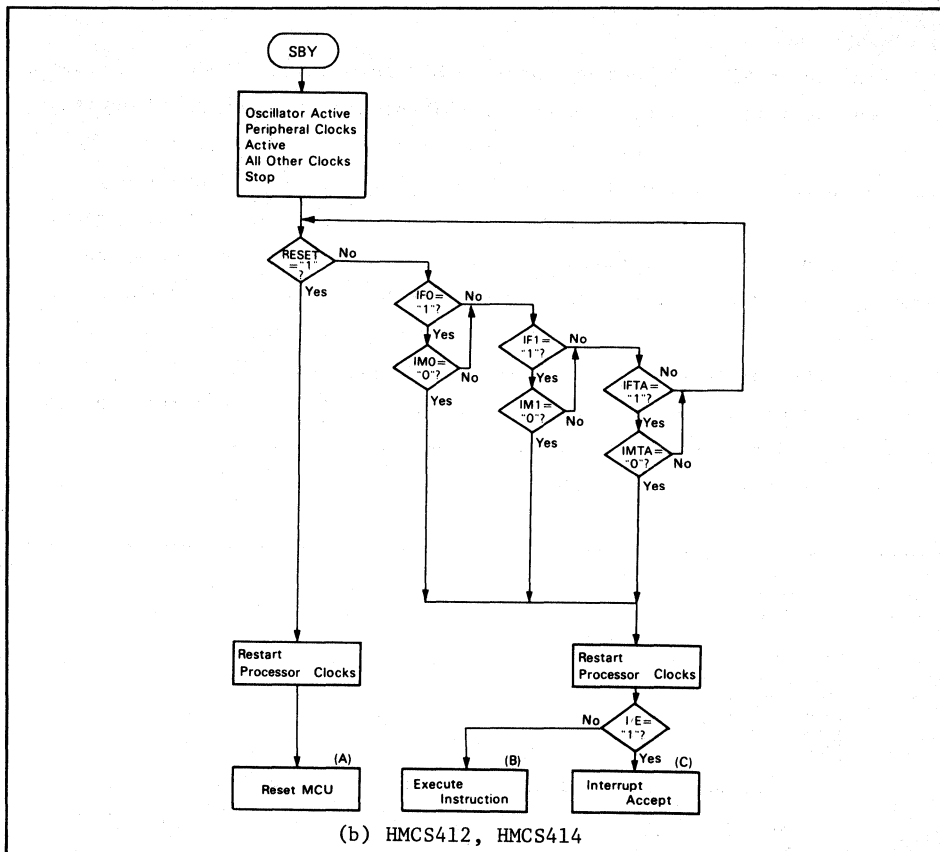 SBY
Oscillator Active
Peripheral Clocks
Active
All Other Clocks
Stop
RESET
="1"
?
No
Yes
IF0=
"1"?
No
Yes
IM0=
"0"?
No
Yes
IF1=
"1"?
No
Yes
IM1=
"0"?
No
Yes
IFTA=
"1"?
No
Yes
IMTA=
"0"?
No
Yes
Restart
Processor Clocks
Restart
Processor Clocks
I/E=
"1"?
No
Yes
(A)
Reset MCU
(B)
Execute
Instruction
(C)
Interrupt
Accept
(b) HMCS412, HMCS414